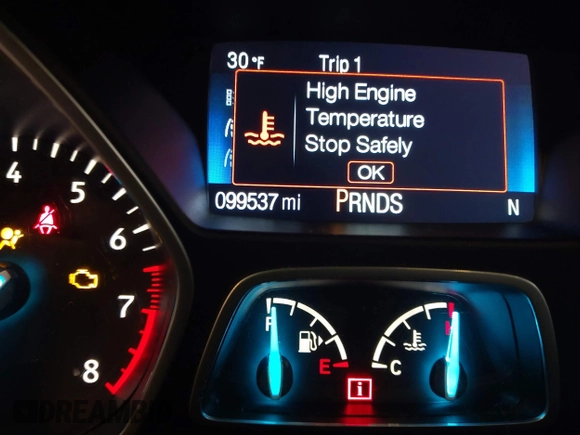 30 °F Trip 1
High Engine
Temperature
Stop Safely
OK
099537 mi PRNDS N
4
5
6
7
8
F E
H C
i